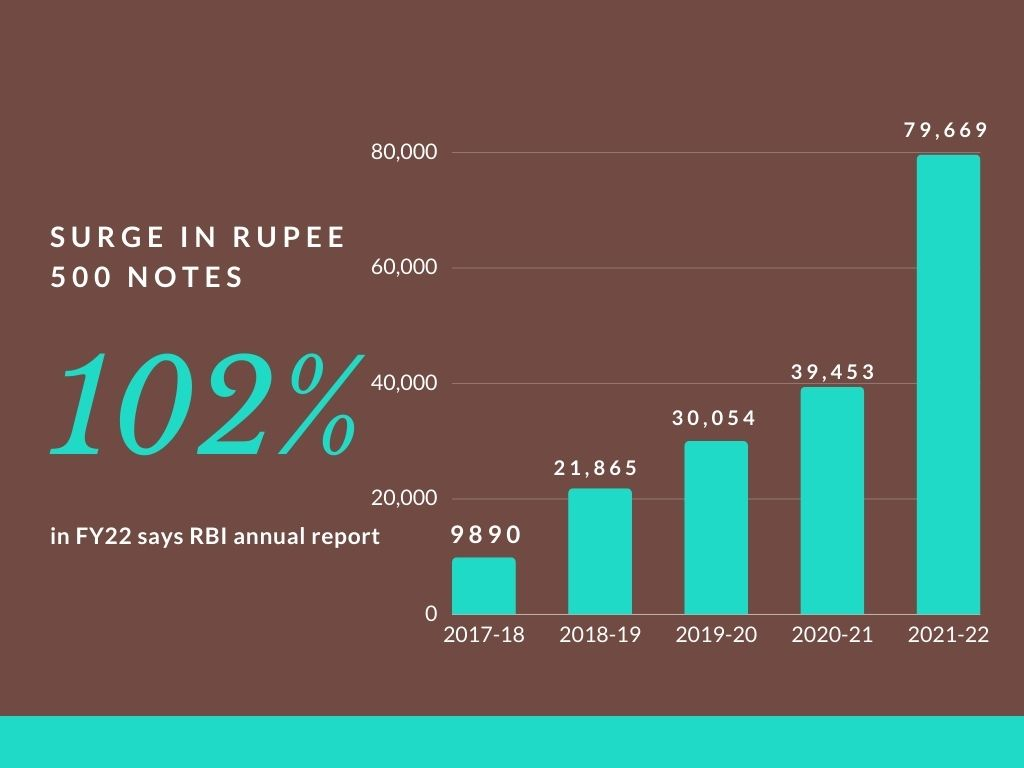 SURGE IN RUPEE
500 NOTES
102%
in FY22 says RBI annual report
80,000
60,000
40,000
20,000
0
9890
21,865
30,054
39,453
79,669
2017-18 2018-19 2019-20 2020-21 2021-22